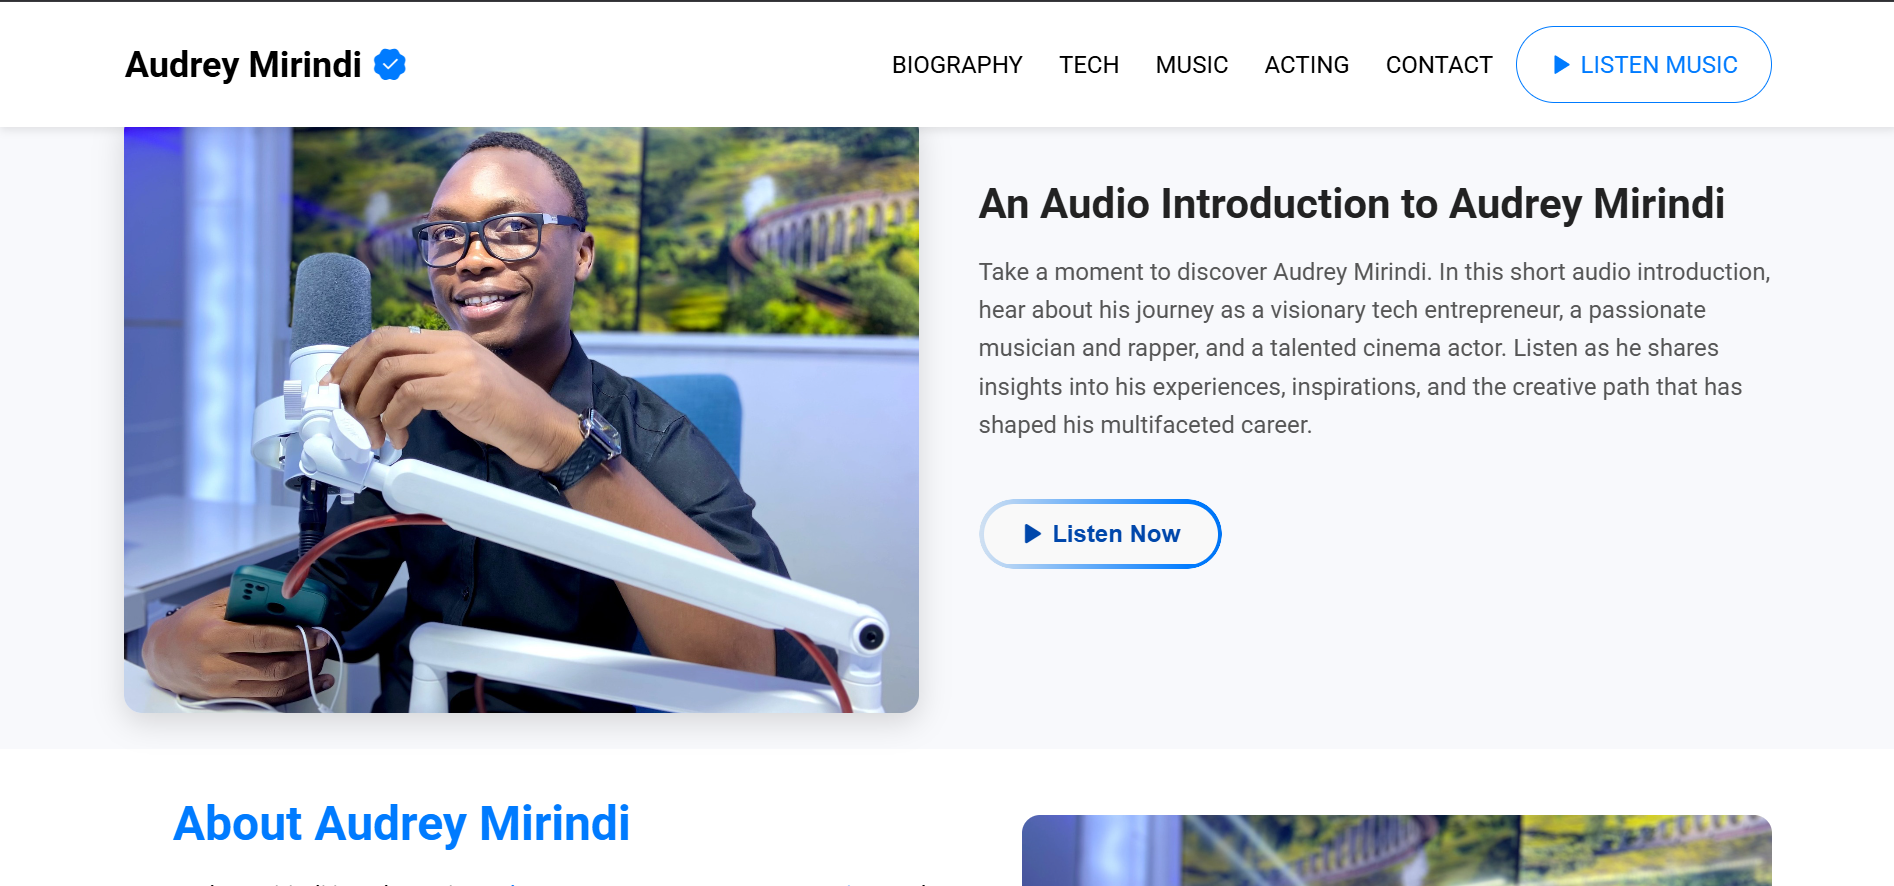 Audrey Mirindi
BIOGRAPHY TECH MUSIC ACTING CONTACT LISTEN MUSIC
An Audio Introduction to Audrey Mirindi
Take a moment to discover Audrey Mirindi. In this short audio introduction,
hear about his journey as a visionary tech entrepreneur, a passionate
musician and rapper, and a talented cinema actor. Listen as he shares
insights into his experiences, inspirations, and the creative path that has
shaped his multifaceted career.
Listen Now
About Audrey Mirindi